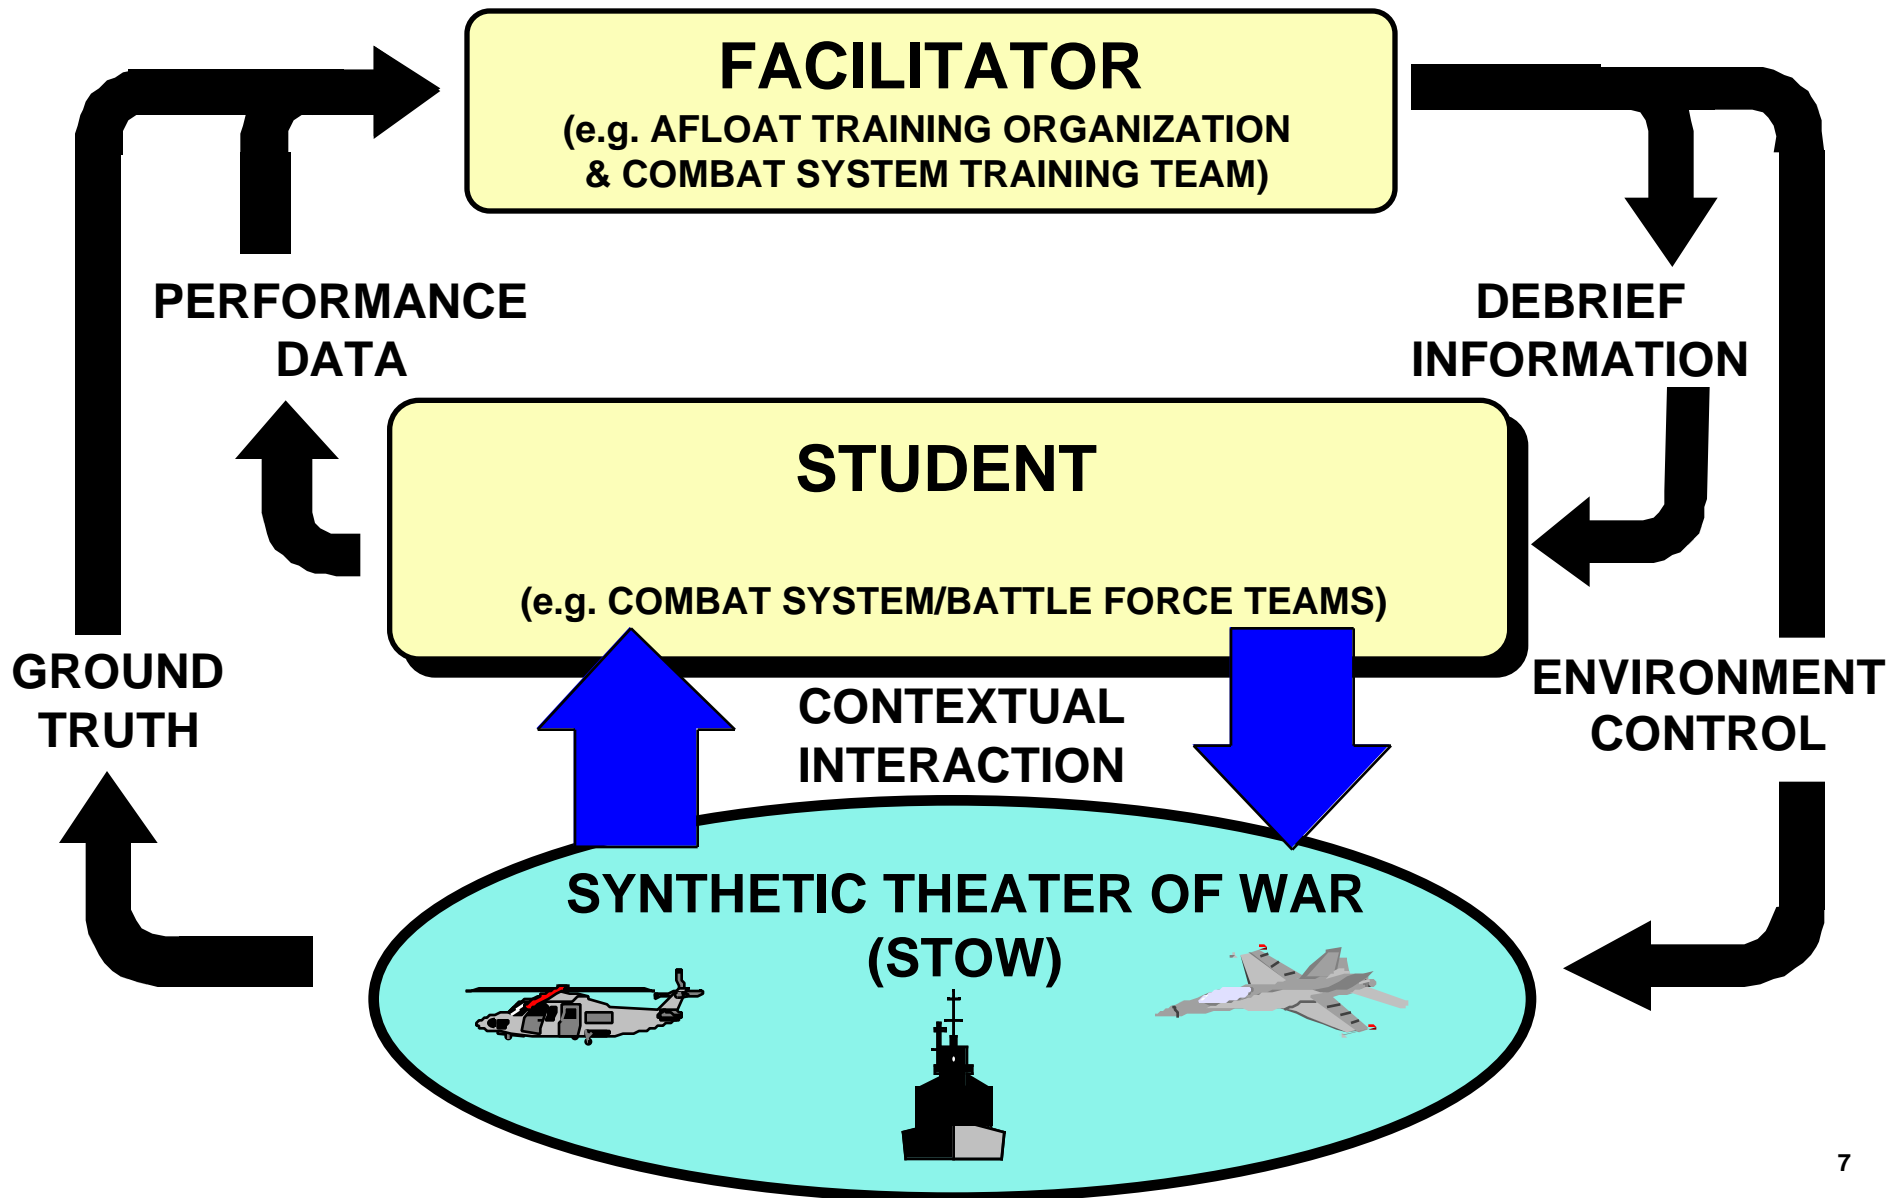 FACILITATOR
(e.g. AFLOAT TRAINING ORGANIZATION
& COMBAT SYSTEM TRAINING TEAM)
PERFORMANCE
DATA
DEBRIEF
INFORMATION
STUDENT
(e.g. COMBAT SYSTEM/BATTLE FORCE TEAMS)
GROUND
TRUTH
CONTEXTUAL
INTERACTION
ENVIRONMENT
CONTROL
SYNTHETIC THEATER OF WAR
(STOW)
7